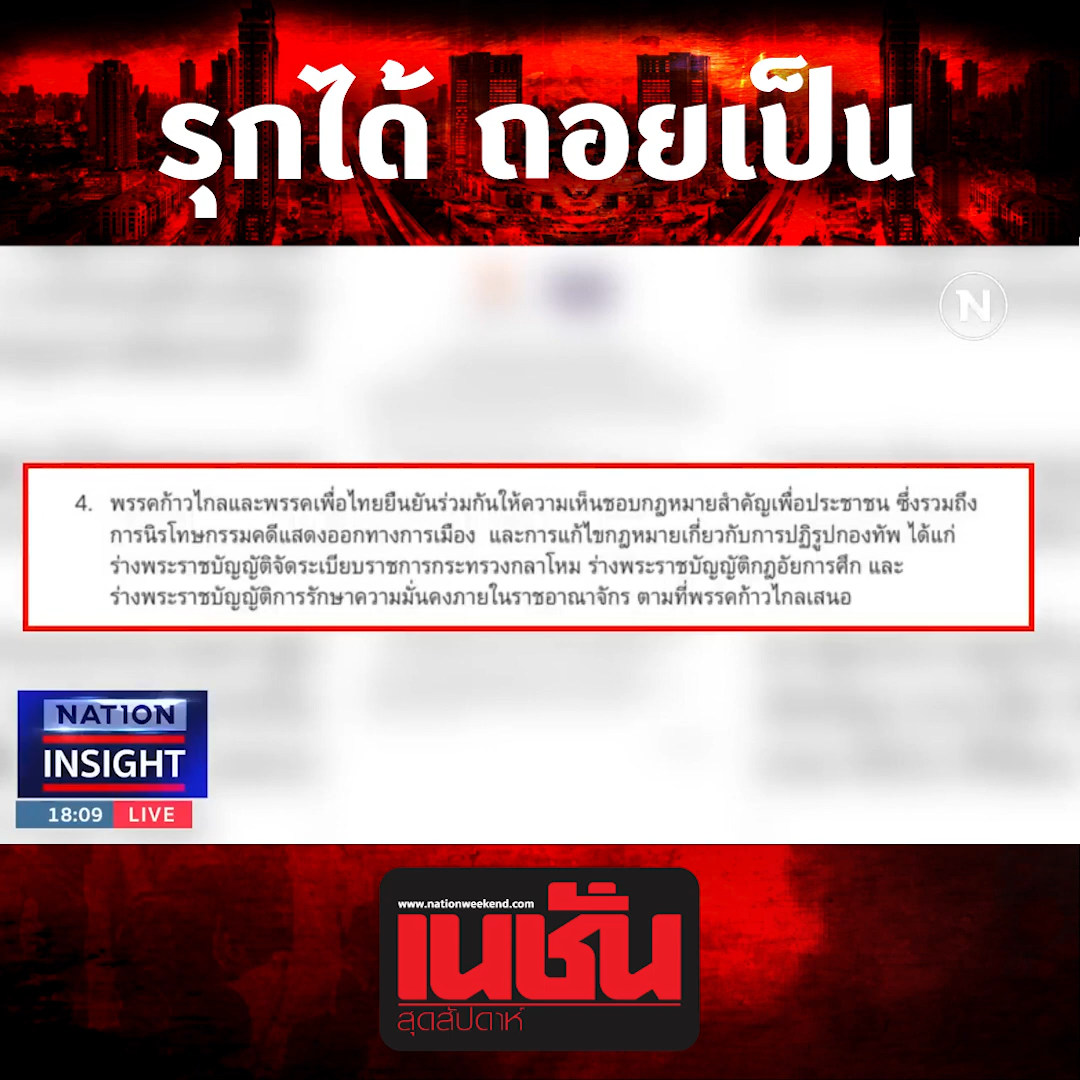 รุกได้ ถอยเป็น
N
4. พรรคก้าวไกลและพรรคเพื่อไทยยืนยันร่วมกันให้ความเห็นชอบกฎหมายสำคัญเพื่อประชาชน ซึ่งรวมถึง
การนิรโทษกรรมคดีแสดงออกทางการเมือง และการแก้ไขกฎหมายเกี่ยวกับการปฏิรูปกองทัพ ได้แก่
ร่างพระราชบัญญัติจัดระเบียบราชการกระทรวงกลาโหม ร่างพระราชบัญญัติกฎอัยการศึก และ
ร่างพระราชบัญญัติการรักษาความมั่นคงภายในราชอาณาจักร ตามที่พรรคก้าวไกลเสนอ
NATION
INSIGHT
18:09 LIVE
www.nationweekend.com
เนชั่น
สุดสัปดาห์